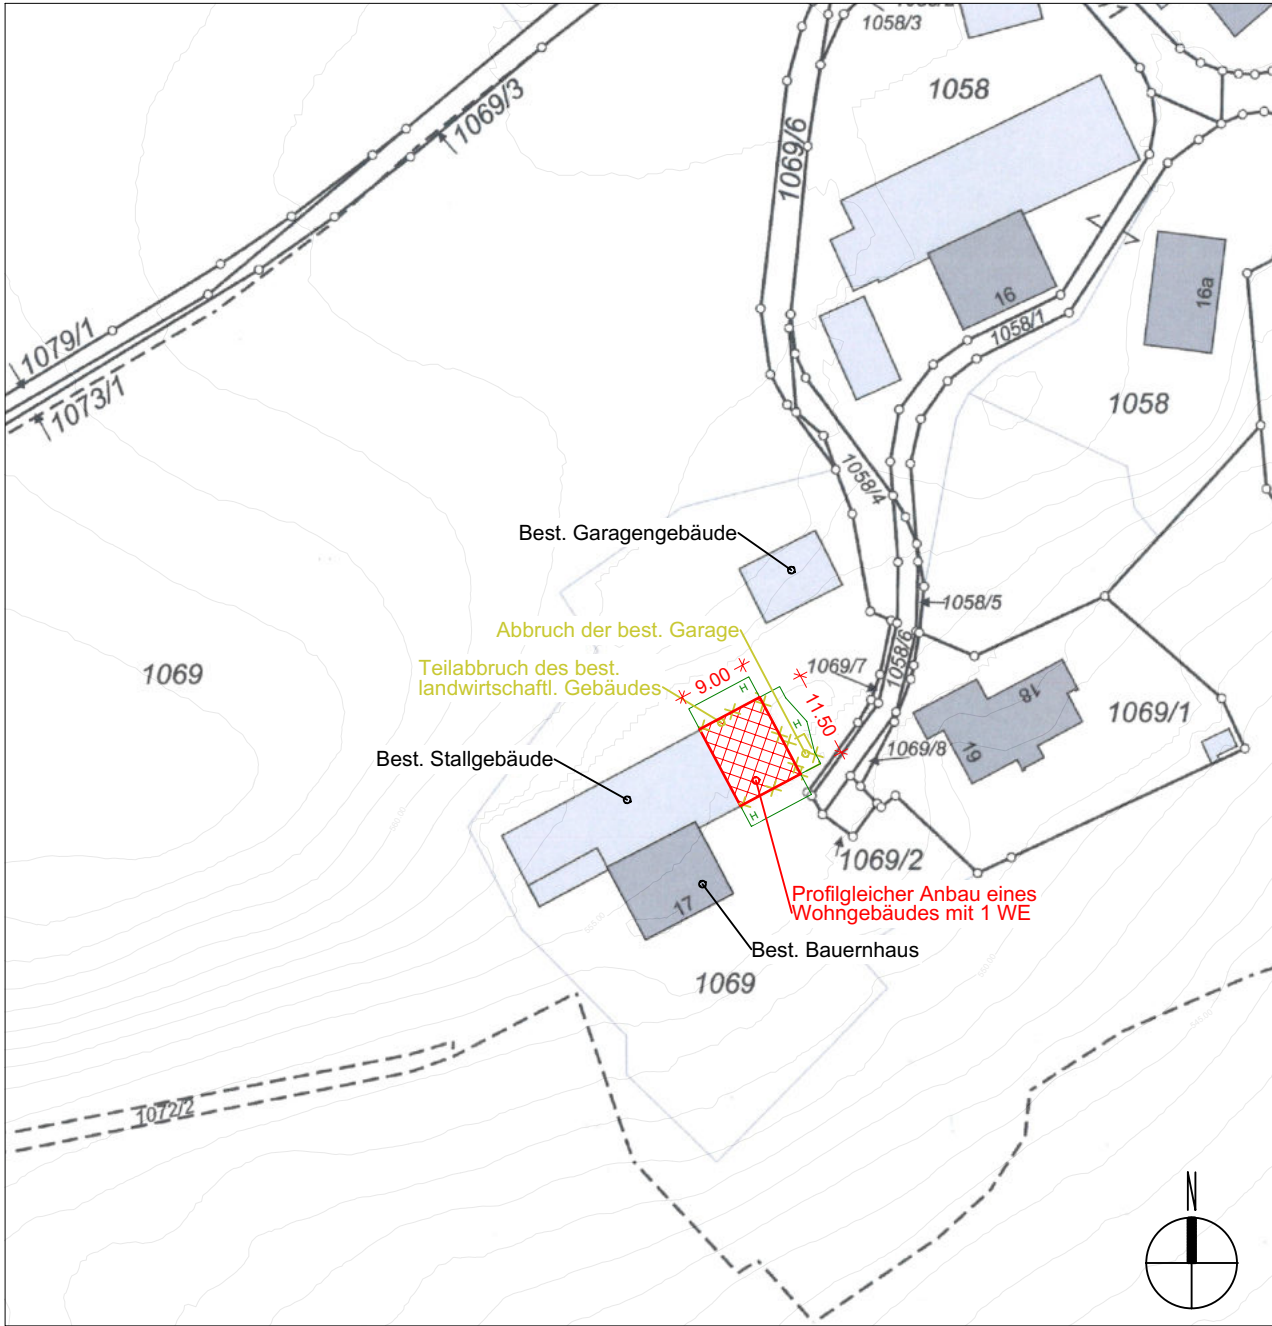 1058/3
1058
1069/3
1069/6
16
16a
1058/1
1079/1
1073/1
1058
1058/4
Best. Garagengebäude
1058/5
Abbruch der best. Garage
1058/6
Teilabbruch des best.
landwirtschaftl. Gebäudes
1069
9.00
1069/7
11.50
H
H
18
1069/1
19
1069/8
Best. Stallgebäude
H
1069/2
Profilgleicher Anbau eines
Wohngebäudes mit 1 WE
17
Best. Bauernhaus
1069
1072/2
N